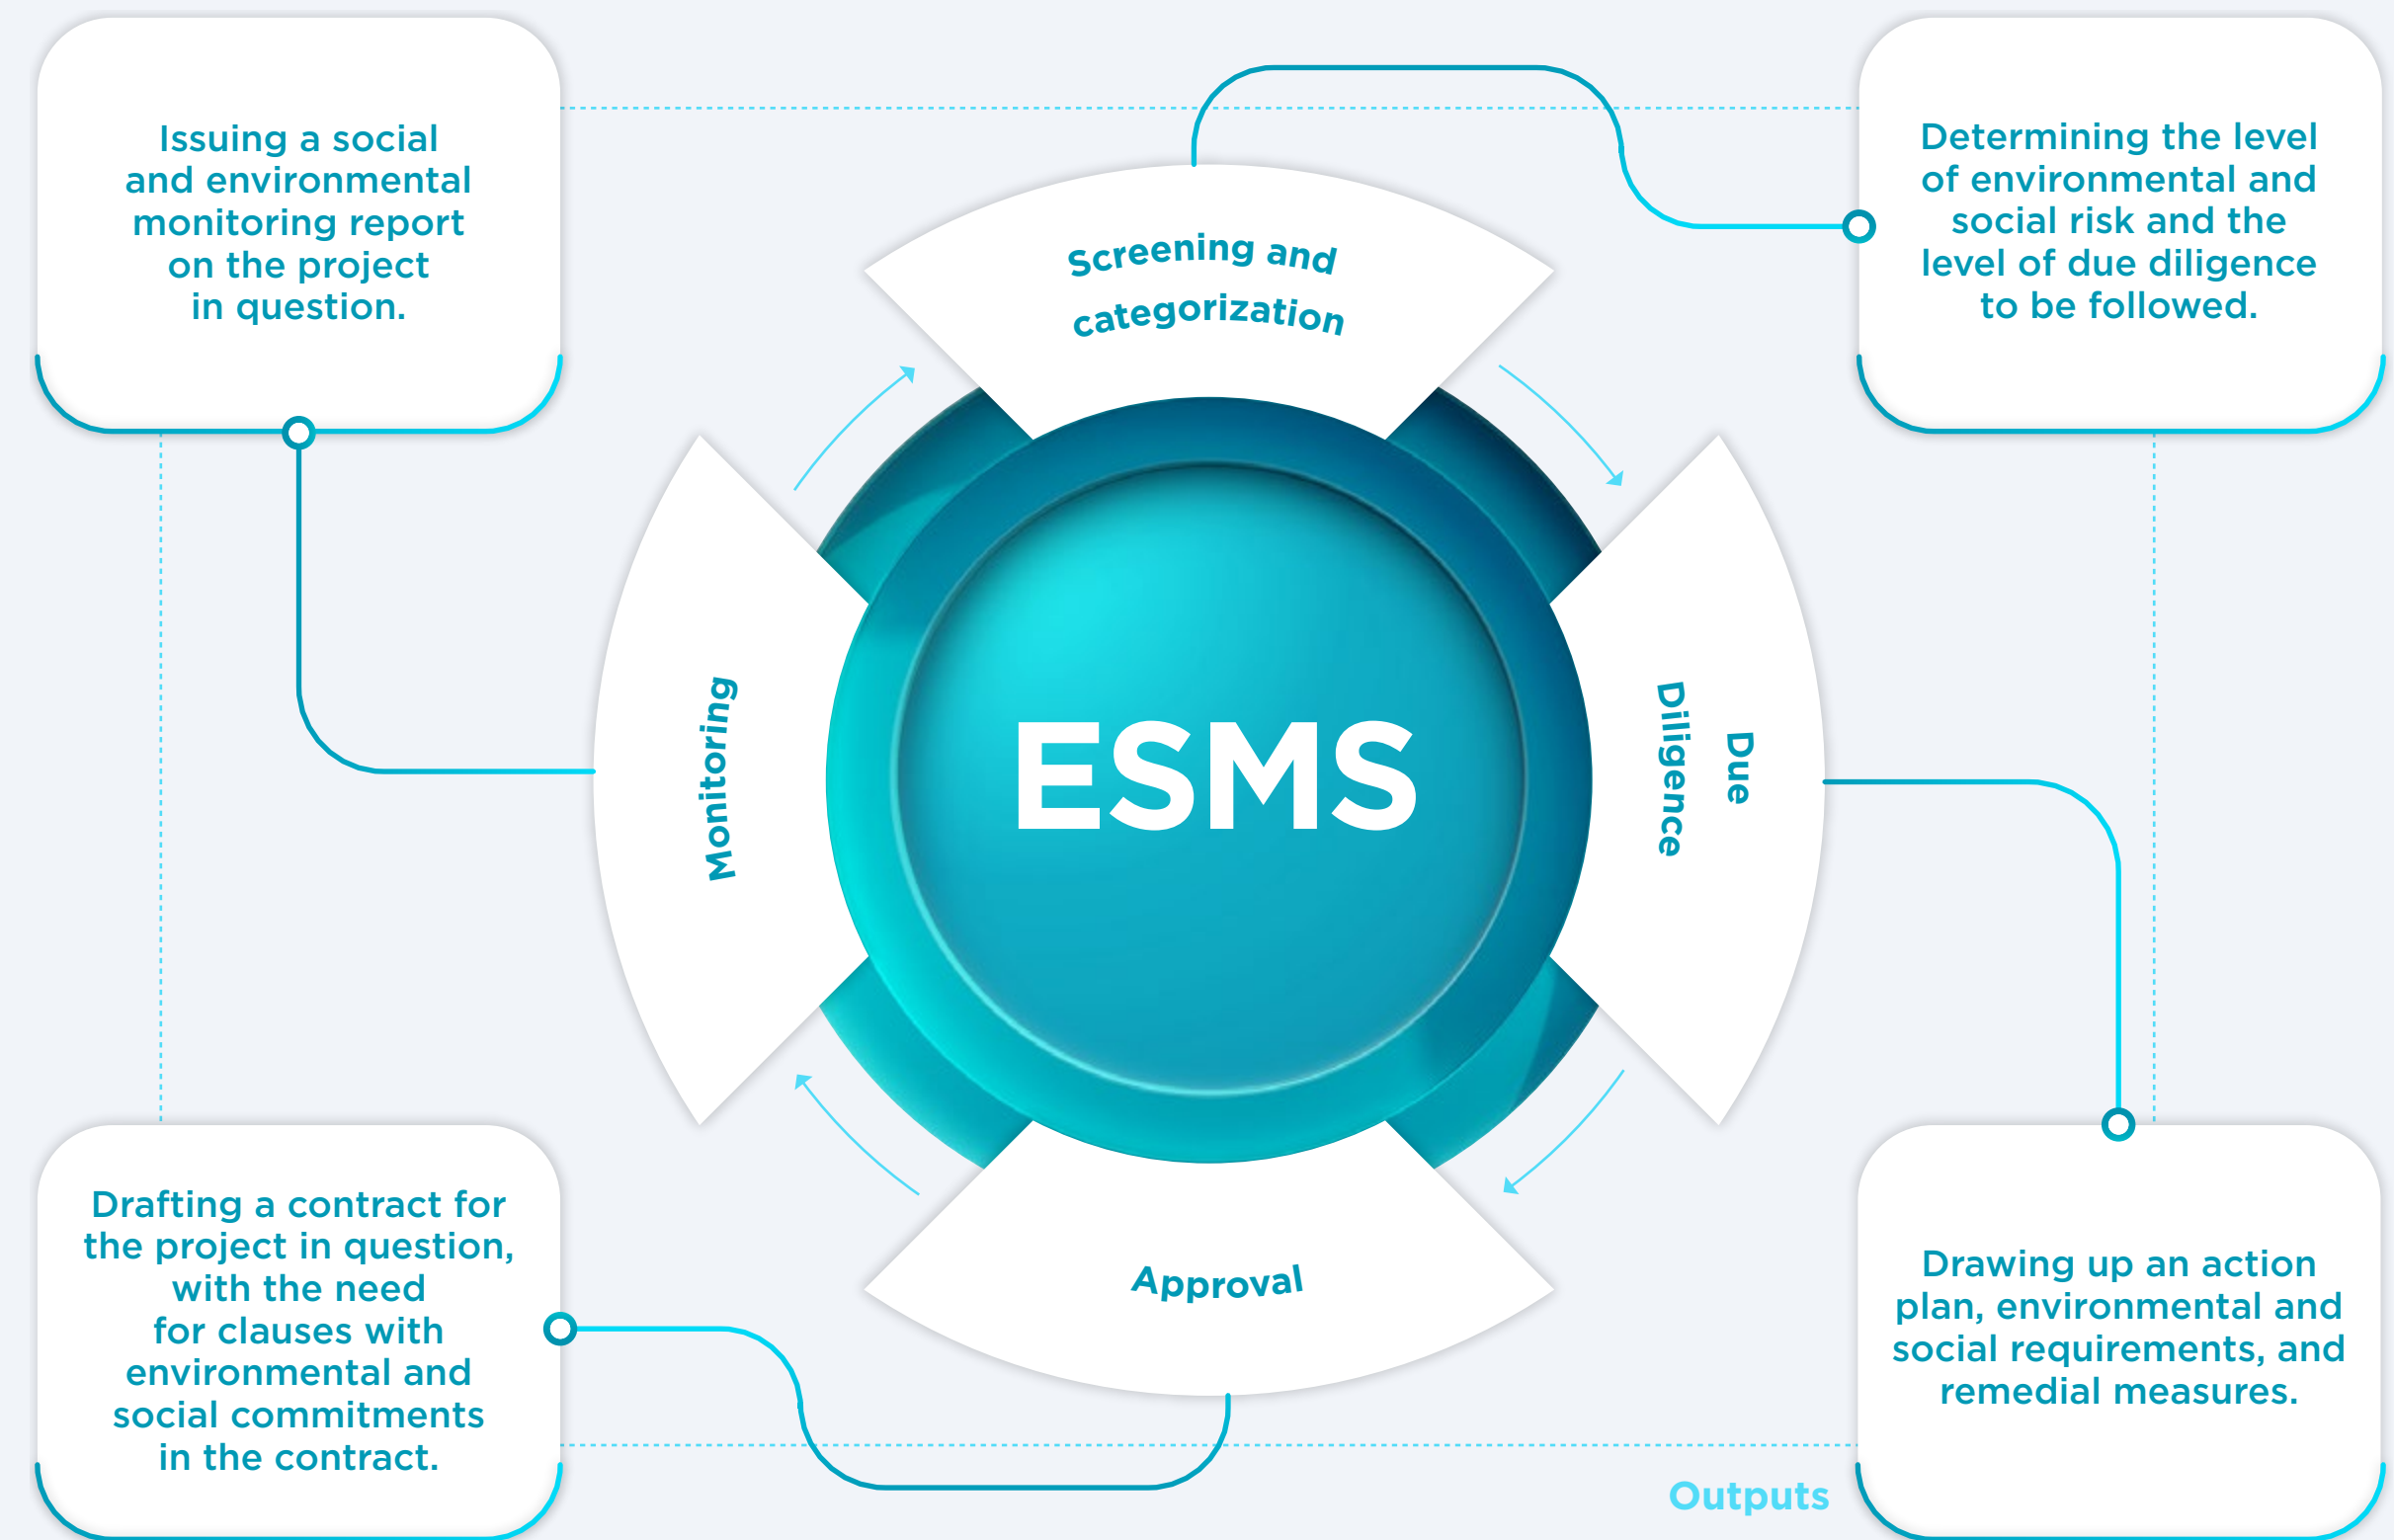 Issuing a social
and environmental
monitoring report
on the project
in question.
Determining the level
of environmental and
social risk and the
level of due diligence
to be followed.
Screening and
categorization
Monitoring
ESMS
Due
Diligence
Approval
Drafting a contract for
the project in question,
with the need
for clauses with
environmental and
social commitments
in the contract.
Drawing up an action
plan, environmental and
social requirements, and
remedial measures.
Outputs